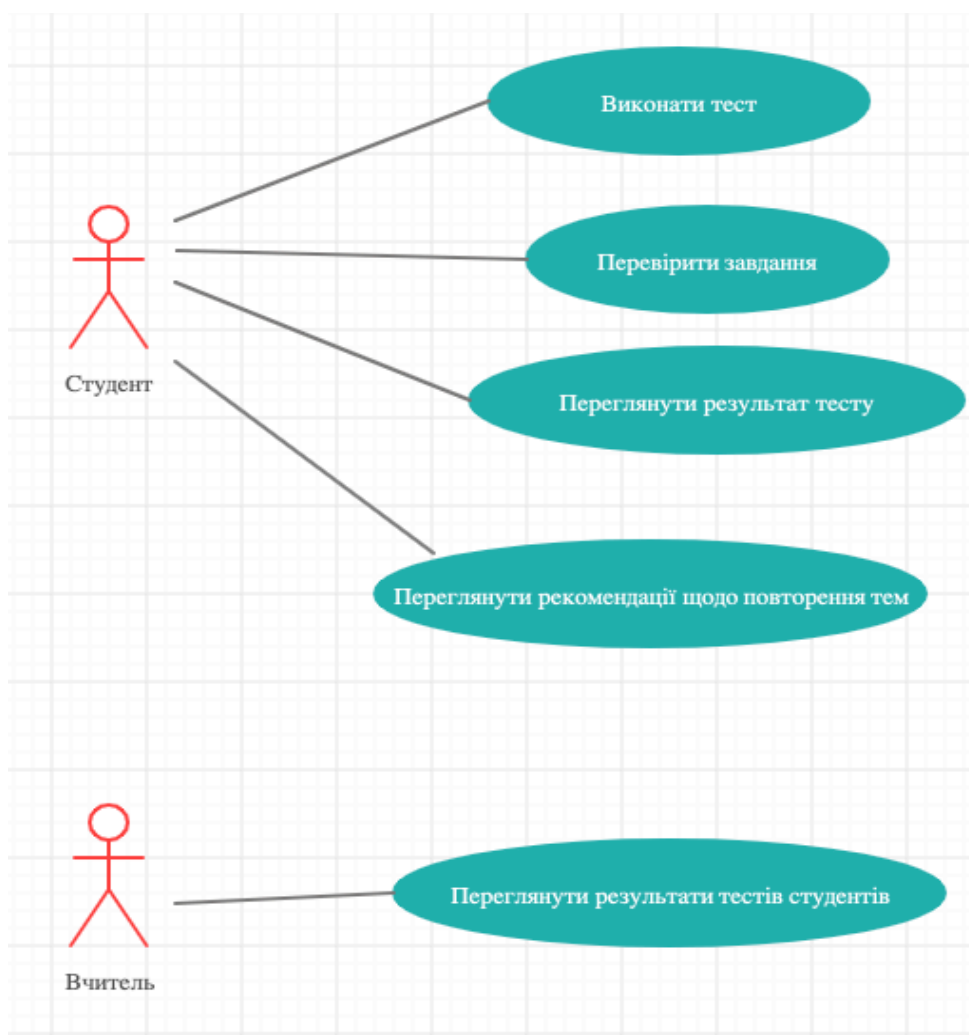 Виконати тест
Перевірити завдання
Студент
Переглянути результат тесту
Переглянути рекомендації щодо повторення тем
Переглянути результати тестів студентів
Вчитель